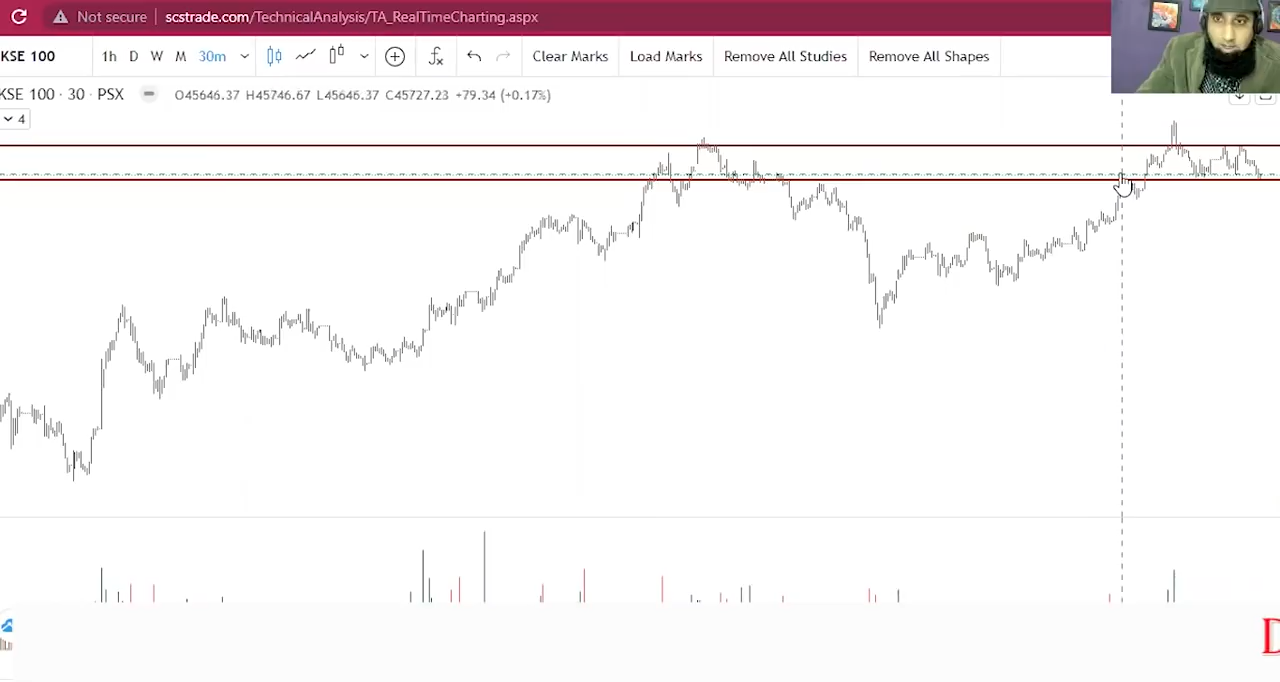 Not secure scstrade.com/TechnicalAnalysis/TA_RealTimeCharting.aspx
KSE 100 1h D W M 30m Clear Marks Load Marks Remove All Studies Remove All Shapes
KSE 100 · 30 · PSX O45646.37 H45746.67 L45646.37 C45727.23 +79.34 (+0.17%)
4
D